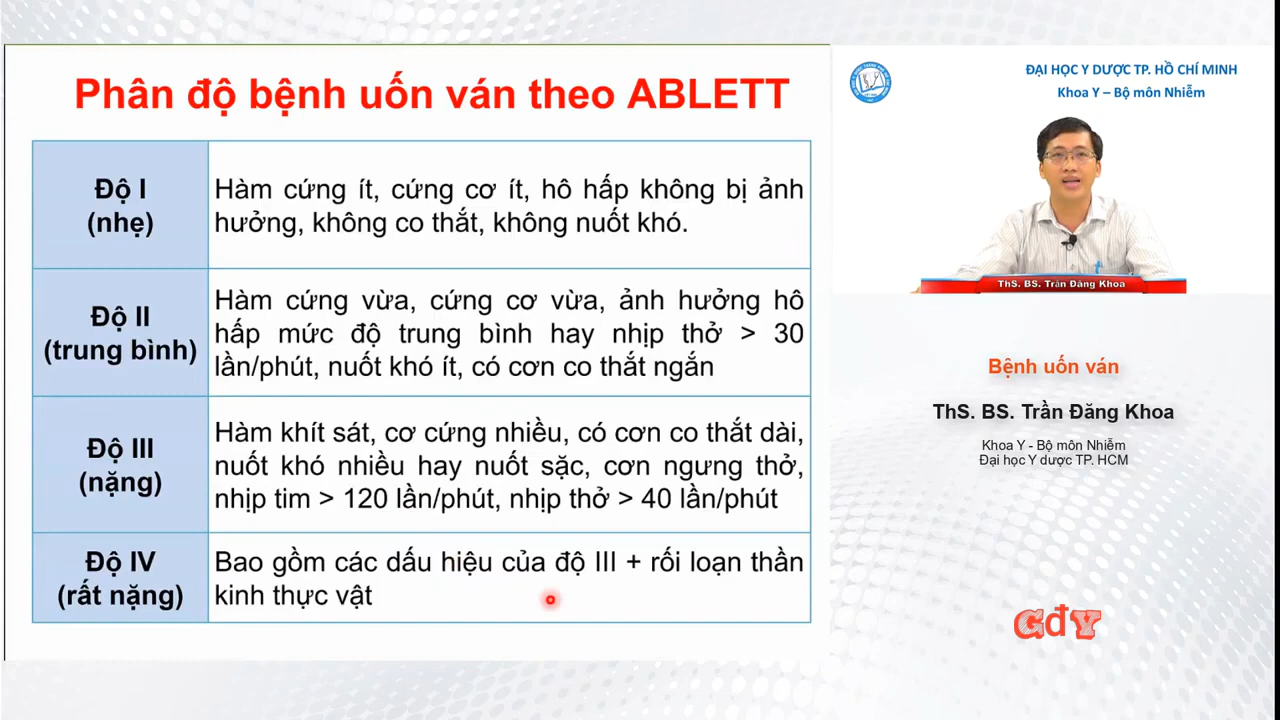 Phân độ bệnh uốn ván theo ABLETT
Độ I
(nhẹ)
Hàm cứng ít, cứng cơ ít, hô hấp không bị ảnh
hưởng, không co thắt, không nuốt khó.
Độ II
(trung bình)
Hàm cứng vừa, cứng cơ vừa, ảnh hưởng hô
hấp mức độ trung bình hay nhịp thở > 30
lần/phút, nuốt khó ít, có cơn co thắt ngắn
Độ III
(nặng)
Hàm khít sát, cơ cứng nhiều, có cơn co thắt dài,
nuốt khó nhiều hay nuốt sặc, cơn ngưng thở,
nhịp tim > 120 lần/phút, nhịp thở > 40 lần/phút
Độ IV
(rất nặng)
Bao gồm các dấu hiệu của độ III + rối loạn thần
kinh thực vật
ĐẠI HỌC Y DƯỢC TP. HỒ CHÍ MINH
Khoa Y – Bộ môn Nhiễm
ThS. BS. Trần Đăng Khoa
Bệnh uốn ván
ThS. BS. Trần Đăng Khoa
Khoa Y - Bộ môn Nhiễm
Đại học Y dược TP. HCM
GđY